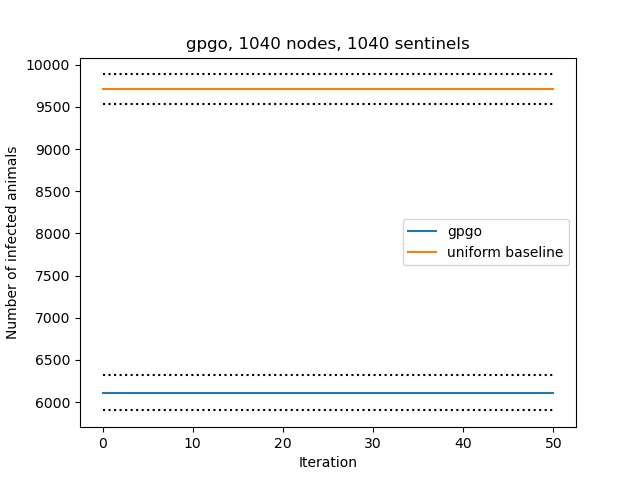 gpgo, 1040 nodes, 1040 sentinels
10000
9500
9000
8500
8000
7500
7000
6500
6000
Number of infected animals
gpgo
uniform baseline
0 10 20 30 40 50
Iteration